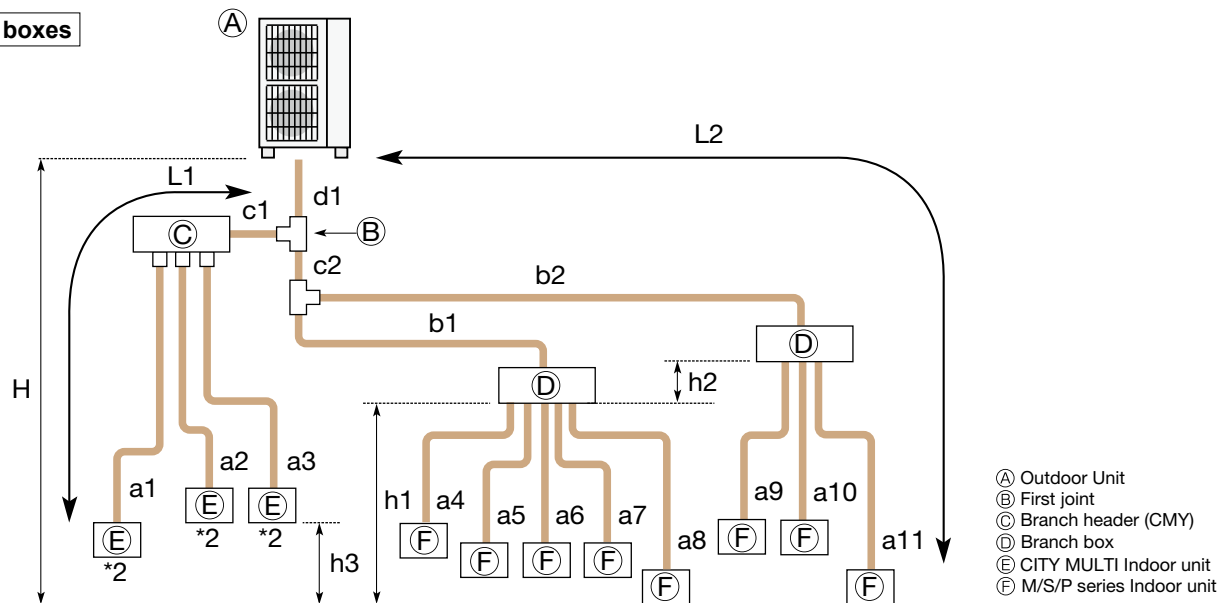 boxes
Ⓐ
L2
L1
d1
c1
Ⓒ
Ⓑ
c2
b2
b1
Ⓓ
Ⓓ
h2
H
a1
a2
a3
h1
a4
a5
a6
a7
a8
a9
a10
a11
Ⓔ
*2
Ⓔ
*2
Ⓔ
*2
h3
Ⓕ
Ⓕ
Ⓕ
Ⓕ
Ⓕ
Ⓕ
Ⓕ
Ⓕ
Ⓐ Outdoor Unit
Ⓑ First joint
Ⓒ Branch header (CMY)
Ⓓ Branch box
Ⓔ CITY MULTI Indoor unit
Ⓕ M/S/P series Indoor unit